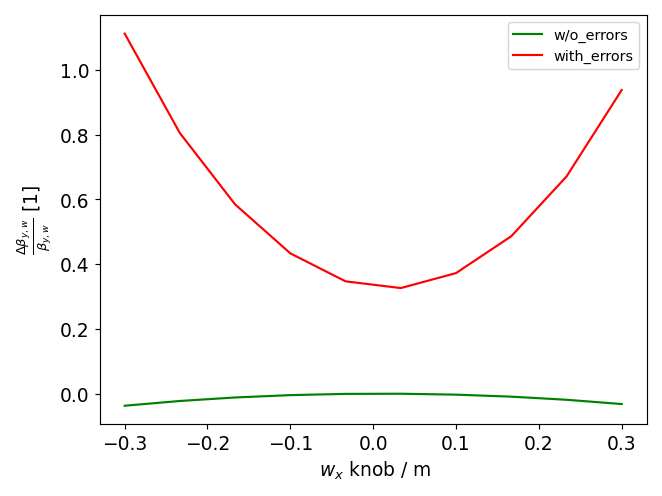 w/o_errors
with_errors
1.0
0.8
0.6
0.4
0.2
0.0
Δβ_{y,w}/β_{y,w} [1]
−0.3 −0.2 −0.1 0.0 0.1 0.2 0.3
w_x knob / m